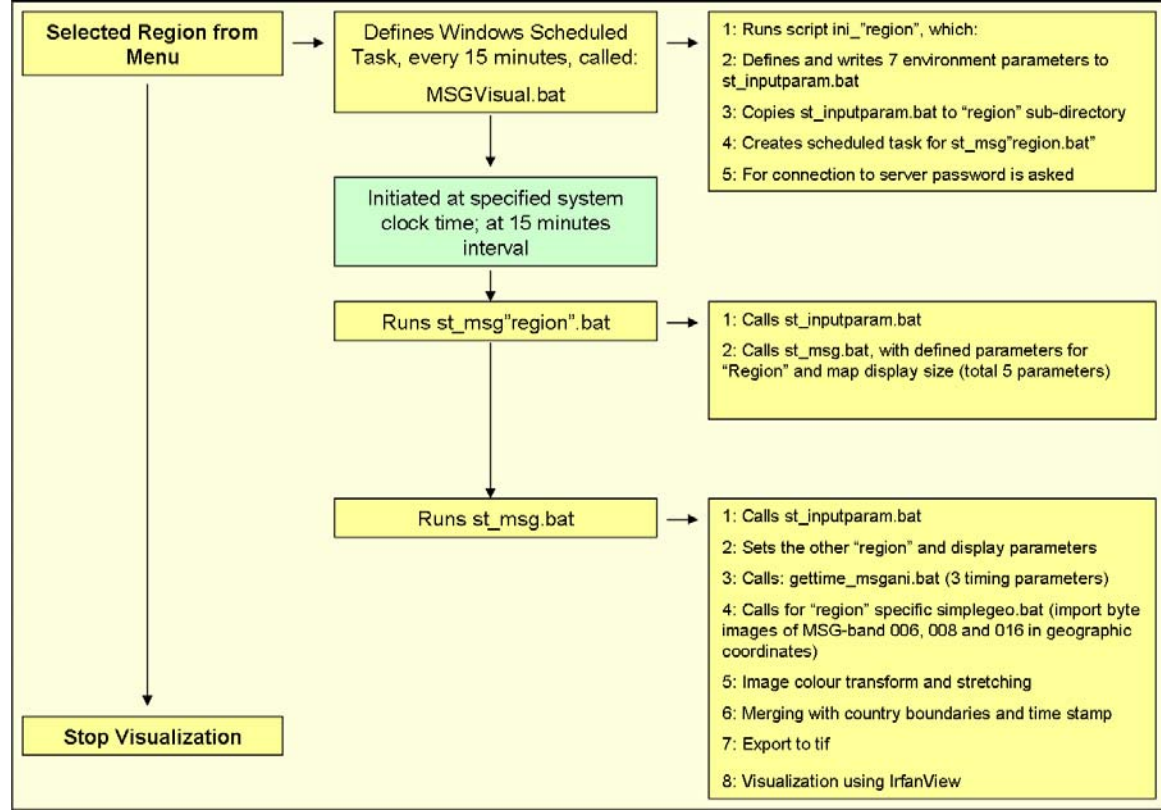 Selected Region from
Menu
Defines Windows Scheduled
Task, every 15 minutes, called:
MSGVisual.bat
1: Runs script ini_"region", which:
2: Defines and writes 7 environment parameters to
st_inputparam.bat
3: Copies st_inputparam.bat to “region” sub-directory
4: Creates scheduled task for st_msg”region.bat”
5: For connection to server password is asked
Initiated at specified system
clock time; at 15 minutes
interval
Runs st_msg”region”.bat
1: Calls st_inputparam.bat
2: Calls st_msg.bat, with defined parameters for
“Region” and map display size (total 5 parameters)
Runs st_msg.bat
1: Calls st_inputparam.bat
2: Sets the other “region” and display parameters
3: Calls: gettime_msgani.bat (3 timing parameters)
4: Calls for “region” specific simplegeo.bat (import byte
images of MSG-band 006, 008 and 016 in geographic
coordinates)
5: Image colour transform and stretching
6: Merging with country boundaries and time stamp
7: Export to tif
8: Visualization using IrfanView
Stop Visualization